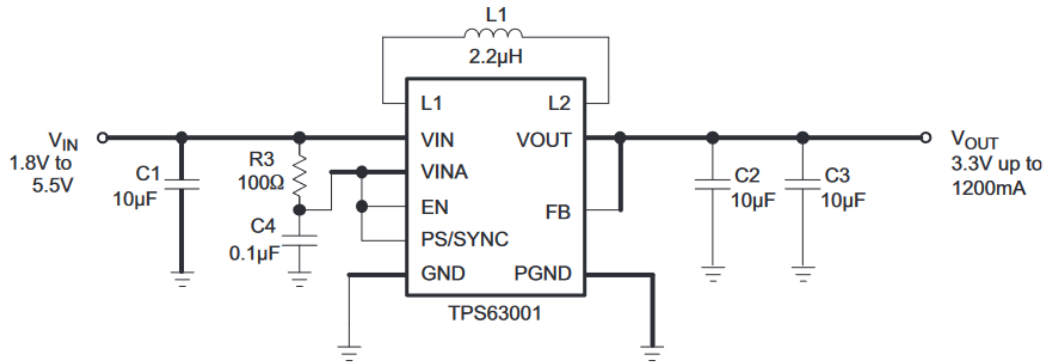 L1
2.2µH
L1
L2
VIN
VOUT
VINA
EN
FB
PS/SYNC
GND
PGND
TPS63001
VIN
1.8V to
5.5V
C1
10µF
R3
100Ω
C4
0.1µF
C2
10µF
C3
10µF
VOUT
3.3V up to
1200mA